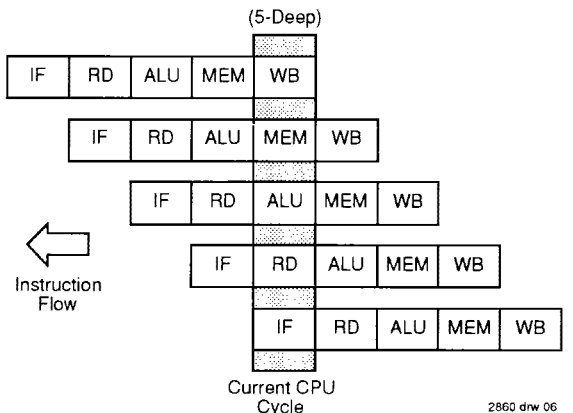 (5-Deep)
IF RD ALU MEM WB
IF RD ALU MEM WB
IF RD ALU MEM WB
IF RD ALU MEM WB
IF RD ALU MEM WB
Instruction
Flow
Current CPU
Cycle
2860 drw 06